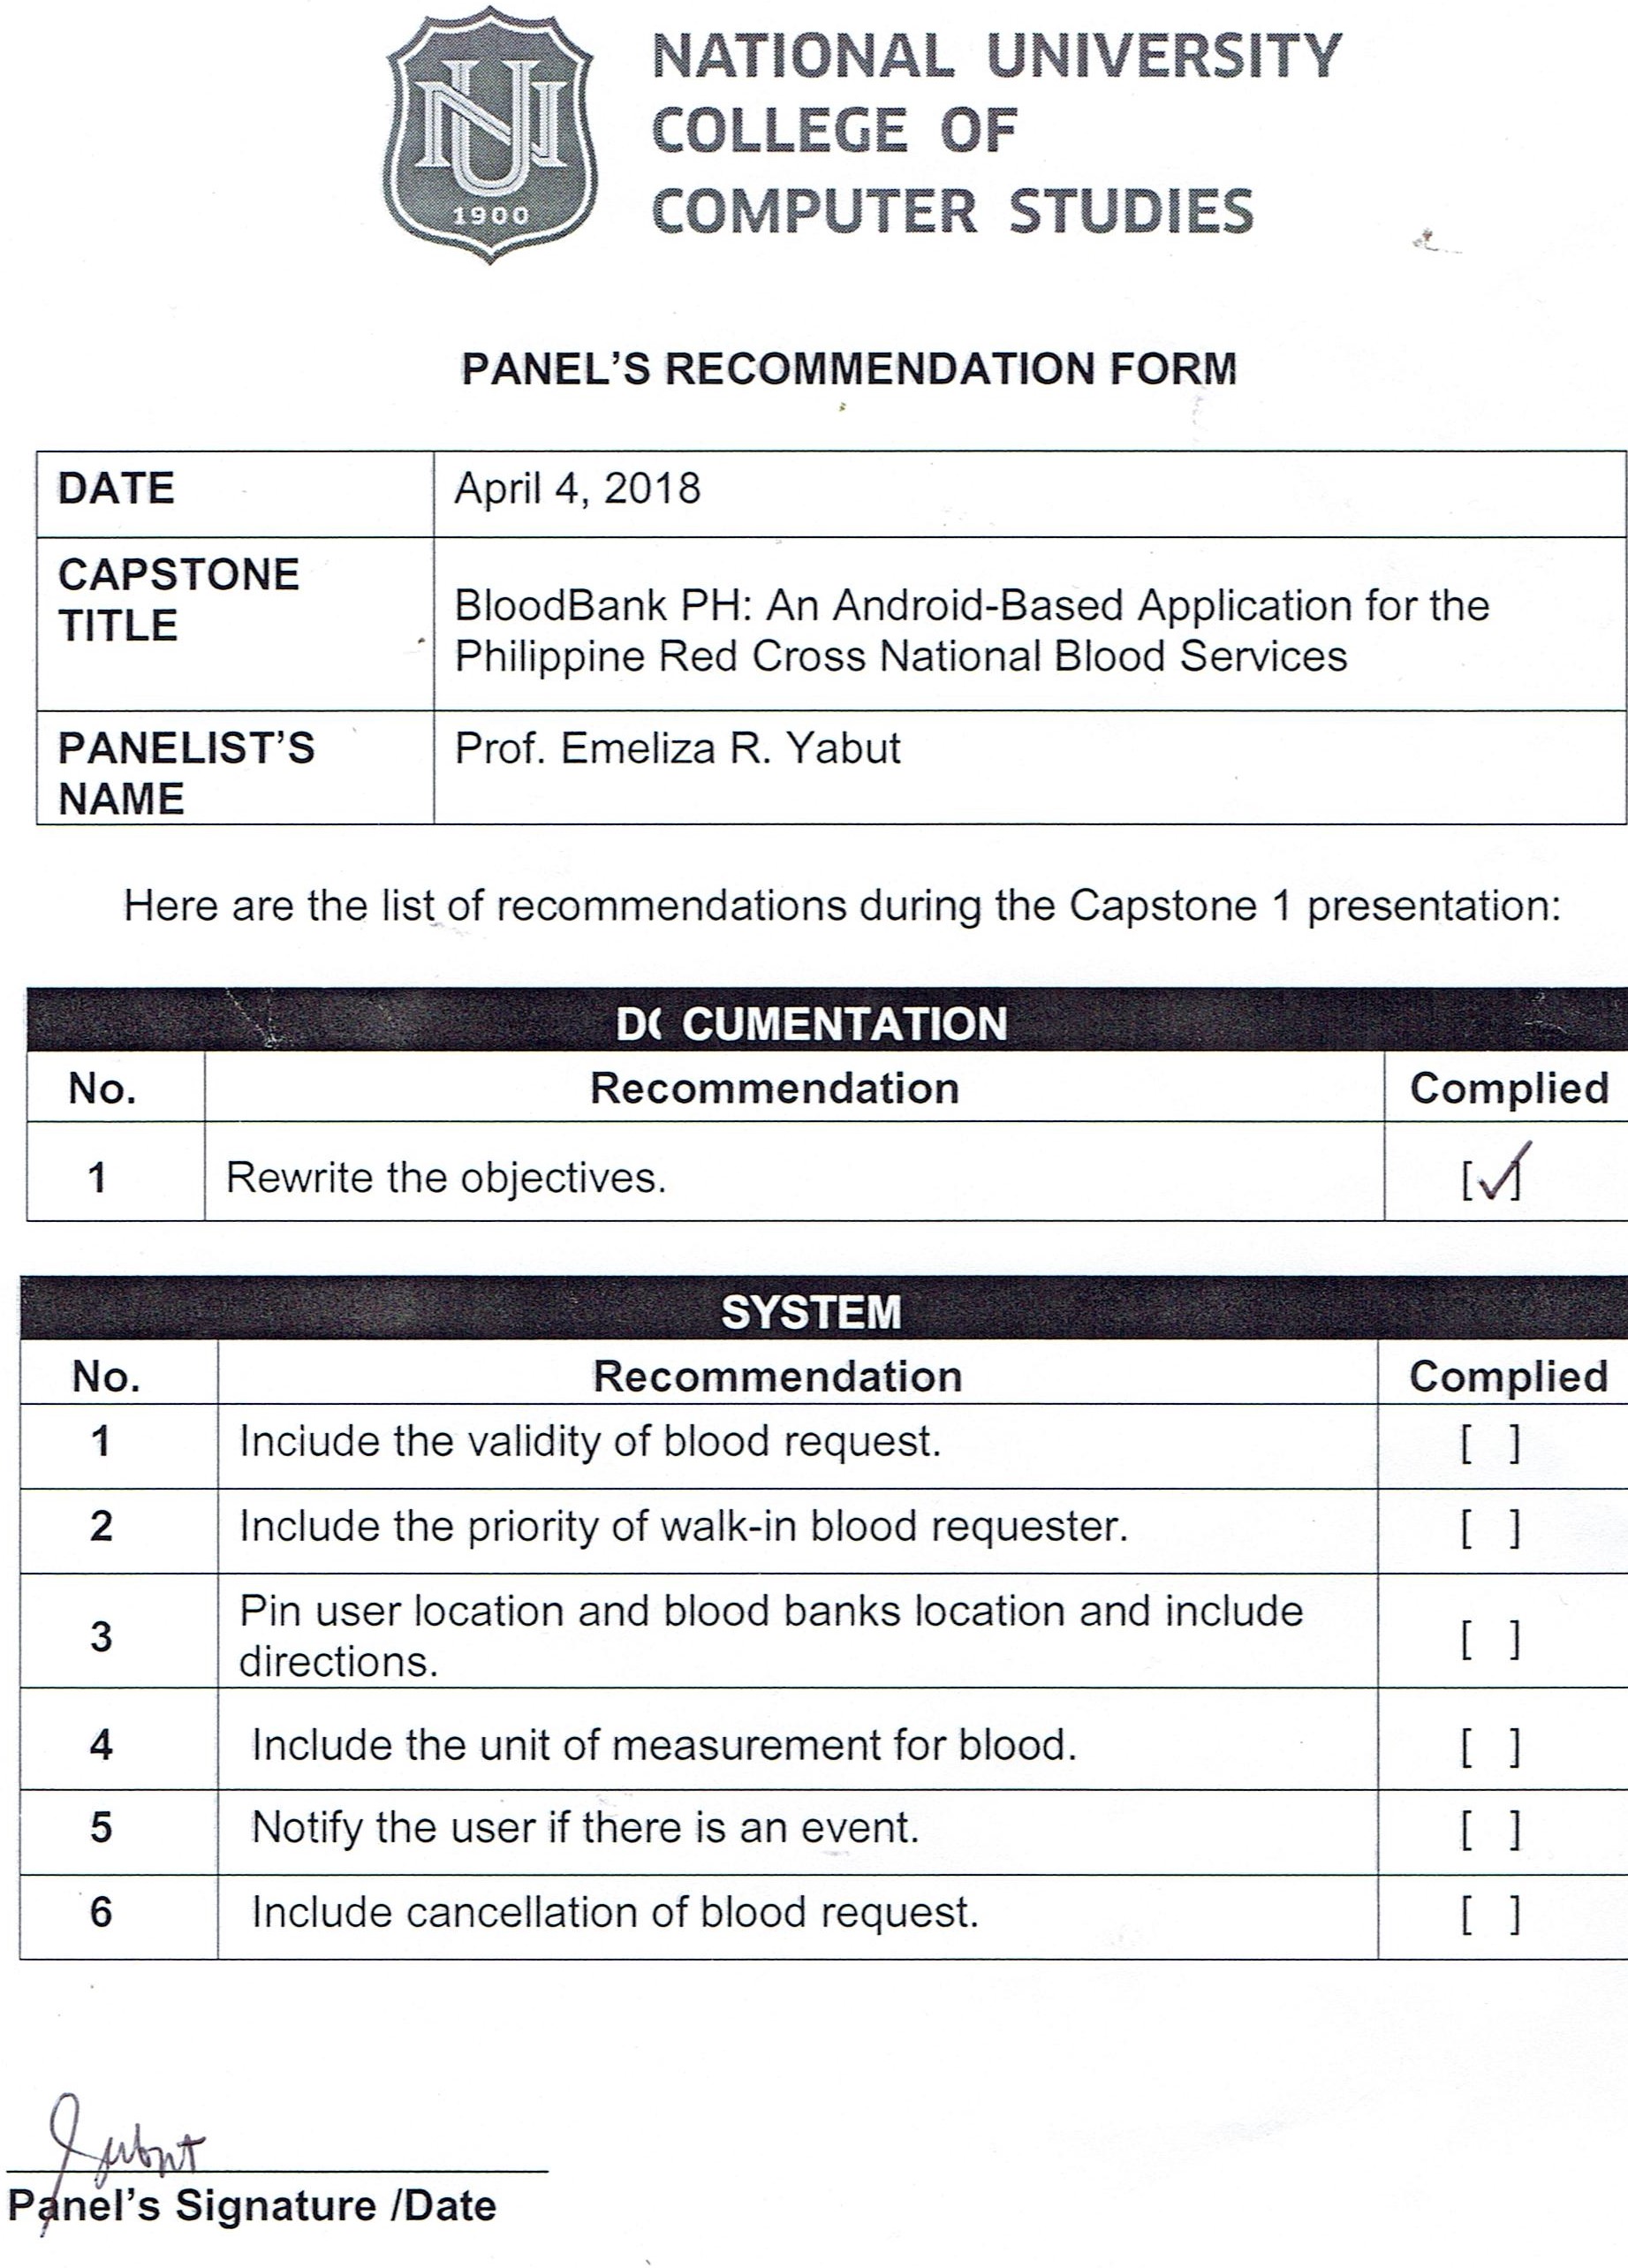 NU
1900
NATIONAL UNIVERSITY
COLLEGE OF
COMPUTER STUDIES
PANEL'S RECOMMENDATION FORM
DATE April 4, 2018
CAPSTONE
TITLE
BloodBank PH: An Android-Based Application for the
Philippine Red Cross National Blood Services
PANELIST'S
NAME
Prof. Emeliza R. Yabut
Here are the list of recommendations during the Capstone 1 presentation:
D( CUMENTATION
No. Recommendation Complied
1 Rewrite the objectives. [✓]
SYSTEM
No. Recommendation Complied
1 Include the validity of blood request. [ ]
2 Include the priority of walk-in blood requester. [ ]
3 Pin user location and blood banks location and include
directions. [ ]
4 Include the unit of measurement for blood. [ ]
5 Notify the user if there is an event. [ ]
6 Include cancellation of blood request. [ ]
Panel's Signature /Date